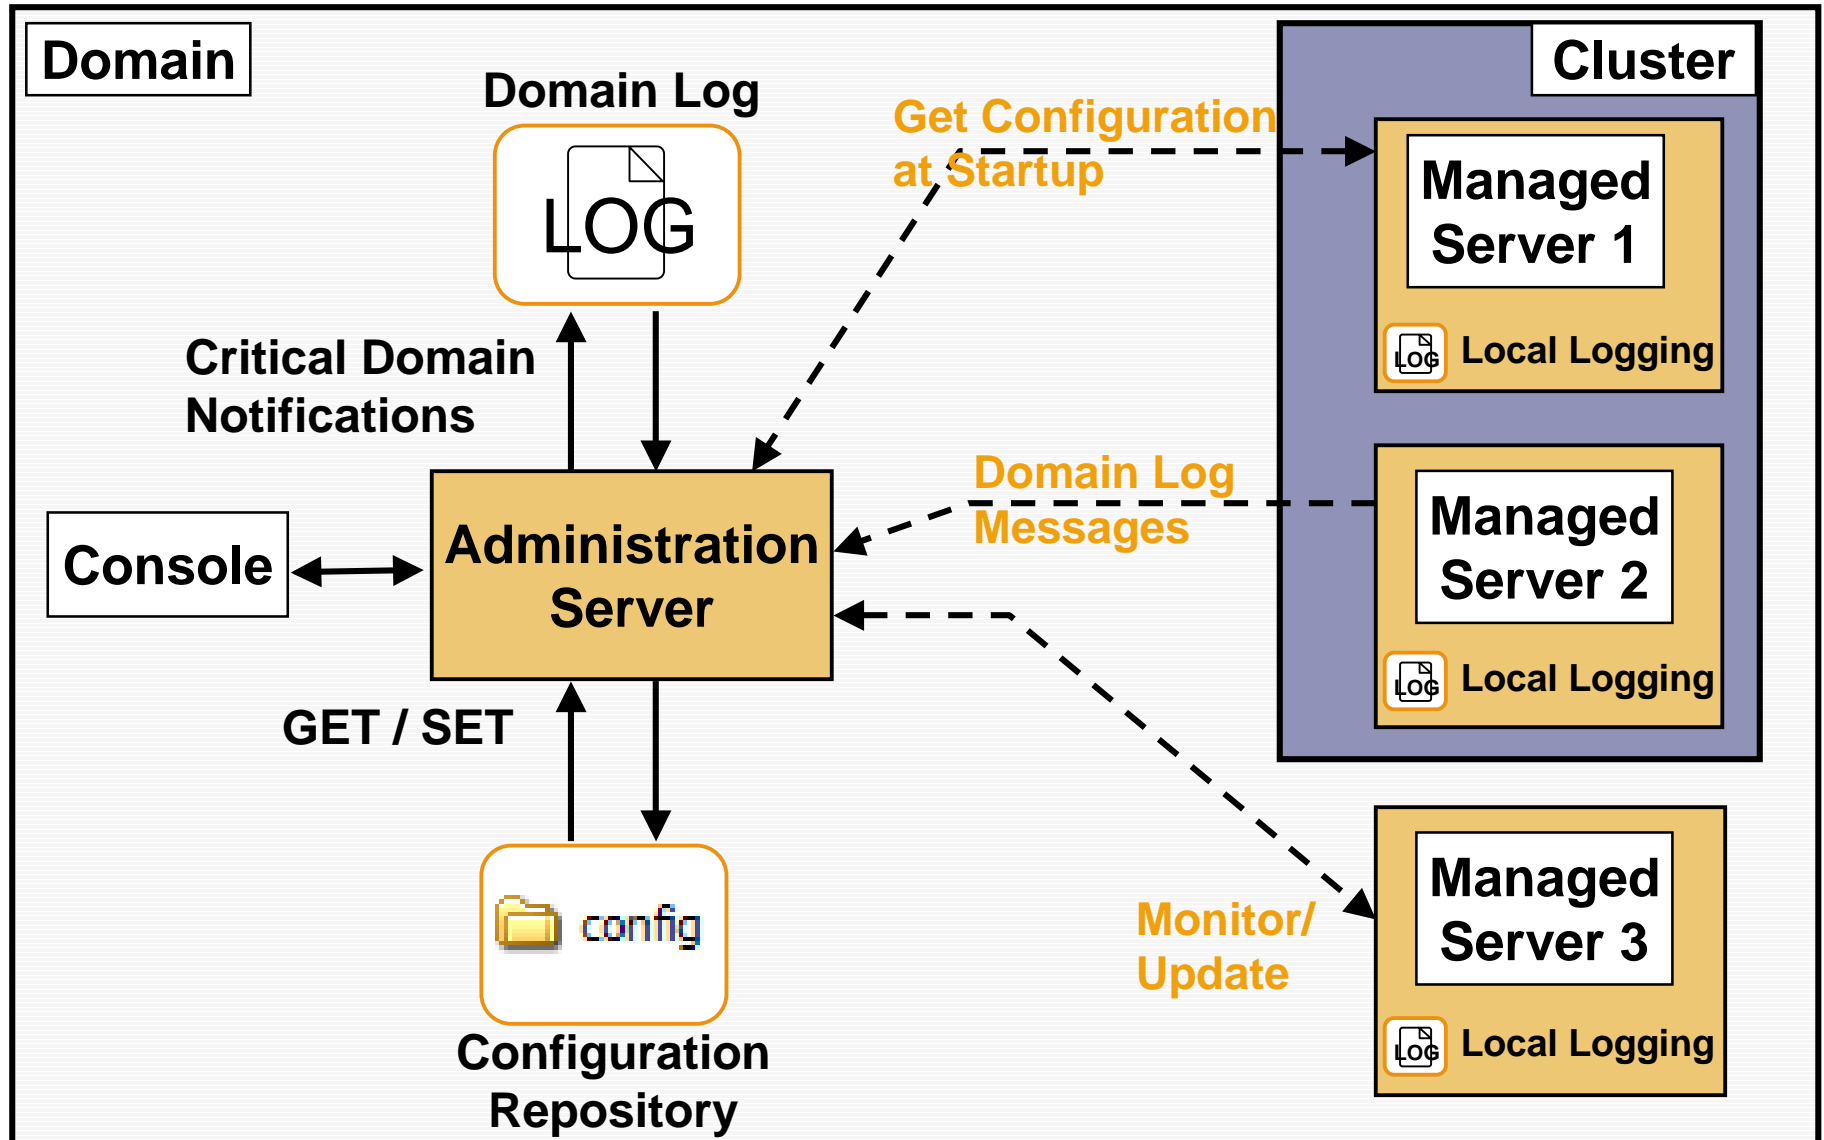 Domain
Domain Log
LOG
Critical Domain
Notifications
Console
Administration
Server
GET / SET
config
Configuration
Repository
Get Configuration
at Startup
Domain Log
Messages
Monitor/
Update
Cluster
Managed
Server 1
LOG
Local Logging
Managed
Server 2
LOG
Local Logging
Managed
Server 3
LOG
Local Logging